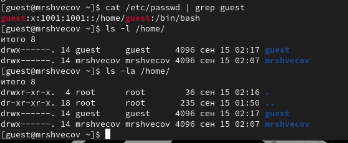 [guest@mrshvecov ~]$ cat /etc/passwd | grep guest
guest:x:1001:1001::/home/guest:/bin/bash
[guest@mrshvecov ~]$ ls -l /home/
итого 8
drwx------. 14 guest guest 4096 сен 15 02:17 guest
drwx------. 14 mrshvecov mrshvecov 4096 сен 15 02:07 mrshvecov
[guest@mrshvecov ~]$ ls -la /home/
итого 8
drwxr-xr-x. 4 root root 36 сен 15 02:16 .
dr-xr-xr-x. 18 root root 235 сен 15 01:50 ..
drwx------. 14 guest guest 4096 сен 15 02:17 guest
drwx------. 14 mrshvecov mrshvecov 4096 сен 15 02:07 mrshvecov
[guest@mrshvecov ~]$